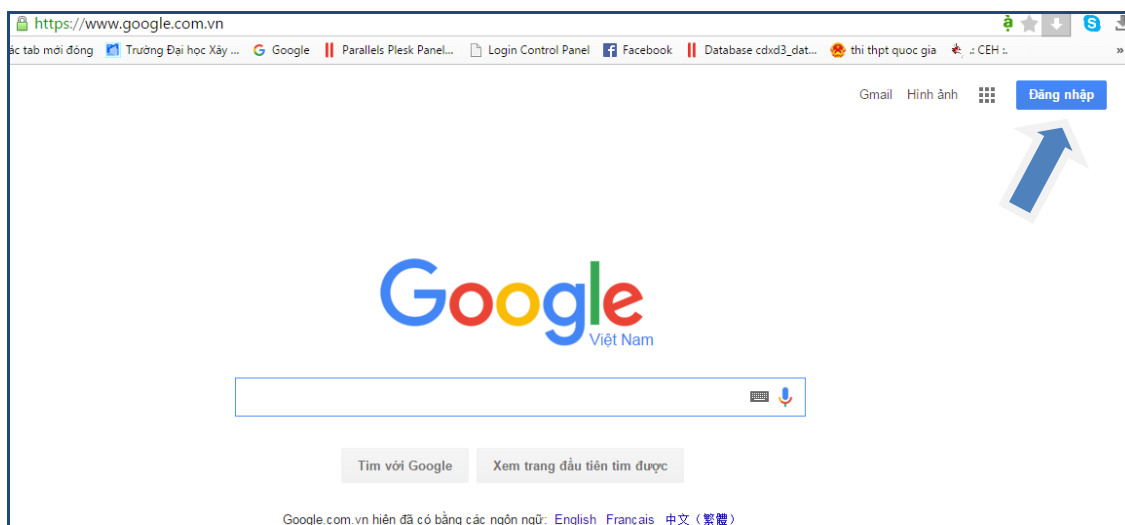 https://www.google.com.vn
ác tab mới đóng Trường Đại học Xây ... Google Parallels Plesk Panel... Login Control Panel Facebook Database cdxd3_dat... thi thpt quoc gia .: CEH :. »
Gmail Hình ảnh Đăng nhập
Google
Việt Nam
Tìm với Google Xem trang đầu tiên tìm được
Google.com.vn hiện đã có bằng các ngôn ngữ: English Français 中文（繁體）